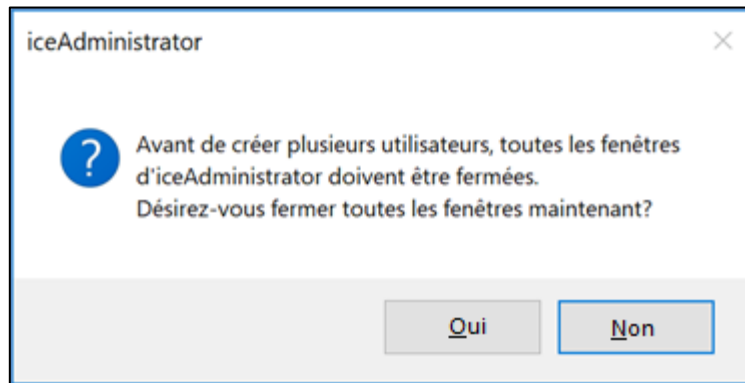 iceAdministrator
Avant de créer plusieurs utilisateurs, toutes les fenêtres
d'iceAdministrator doivent être fermées.
Désirez-vous fermer toutes les fenêtres maintenant?
Oui
Non